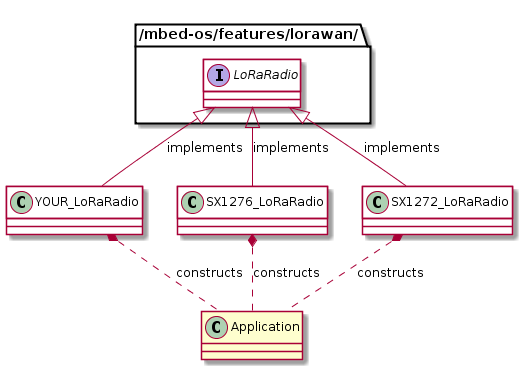 /mbed-os/features/lorawan/
I LoRaRadio
implements
implements
implements
C YOUR_LoRaRadio
C SX1276_LoRaRadio
C SX1272_LoRaRadio
constructs
constructs
constructs
C Application